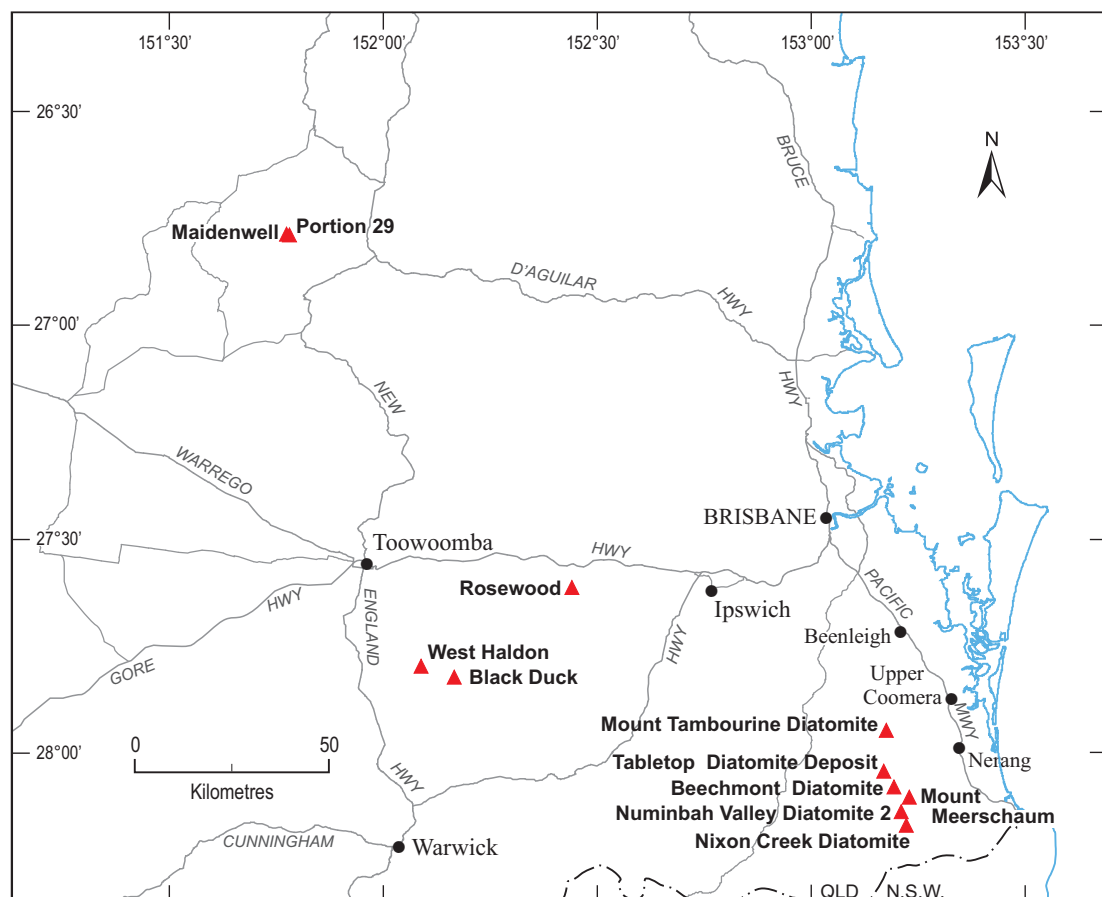 151°30'
152°00'
152°30'
153°00'
153°30'
26°30'
BRUCE
N
Maidenwell
Portion 29
D'AGUILAR
HWY
27°00'
HWY
NEW
WARREGO
BRISBANE
27°30'
Toowoomba
HWY
Rosewood
Ipswich
PACIFIC
HWY
ENGLAND
Beenleigh
HWY
West Haldon
Black Duck
GORE
Upper
Coomera
MWY
Mount Tambourine Diatomite
28°00'
0
50
Kilometres
Nerang
Tabletop Diatomite Deposit
HWY
Beechmont Diatomite
Mount
Meerschaum
Numinbah Valley Diatomite 2
Nixon Creek Diatomite
CUNNINGHAM
Warwick
QLD
N.S.W.